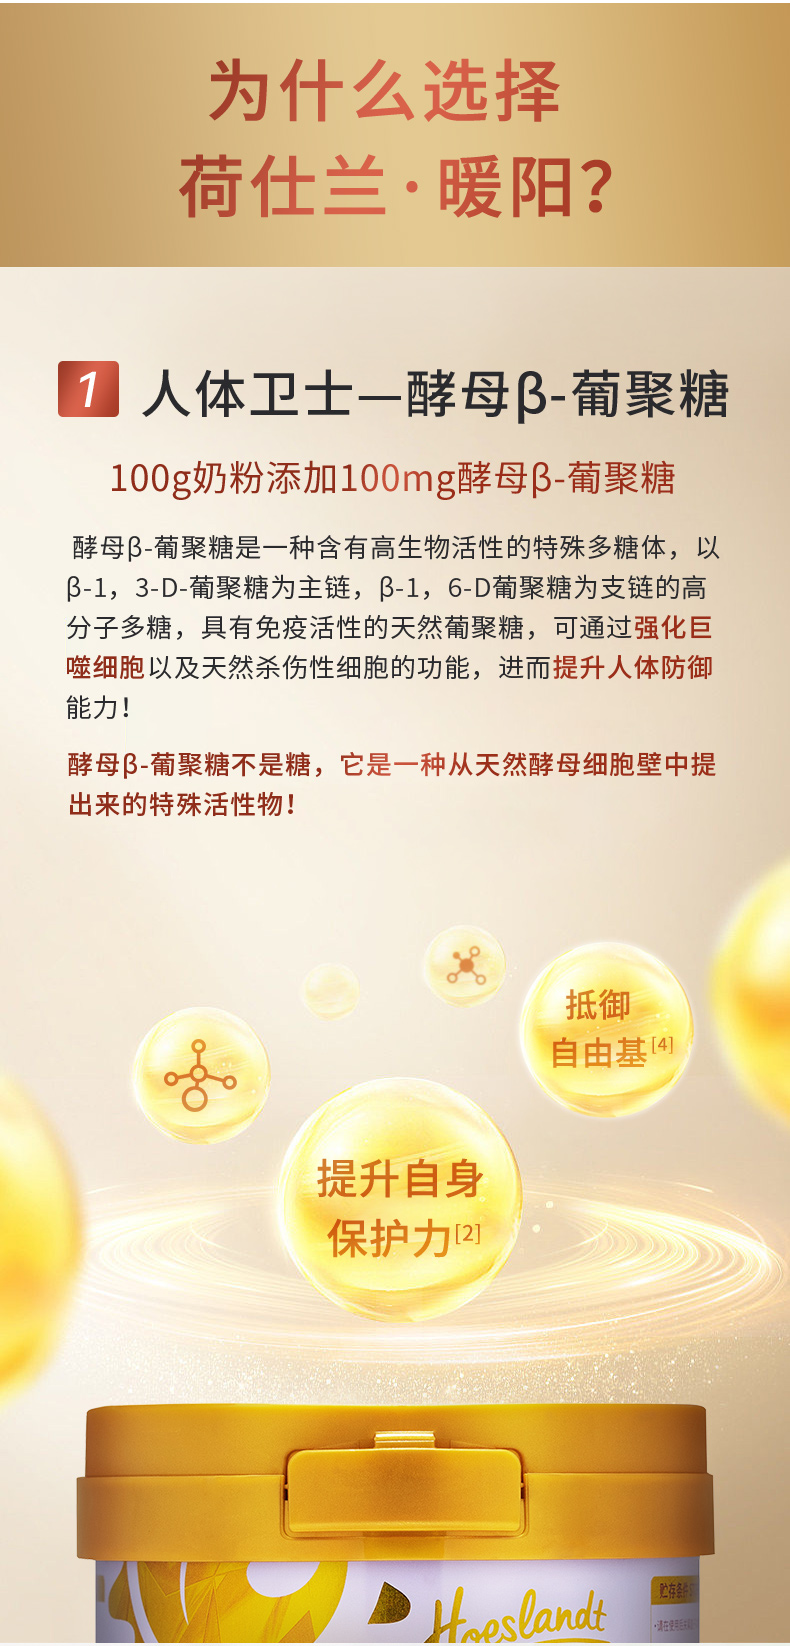 为什么选择
荷仕兰·暖阳？
1 人体卫士—酵母β-葡聚糖
100g奶粉添加100mg酵母β-葡聚糖
酵母β-葡聚糖是一种含有高生物活性的特殊多糖体，以
β-1，3-D-葡聚糖为主链，β-1，6-D葡聚糖为支链的高
分子多糖，具有免疫活性的天然葡聚糖，可通过强化巨
噬细胞以及天然杀伤性细胞的功能，进而提升人体防御
能力！
酵母β-葡聚糖不是糖，它是一种从天然酵母细胞壁中提
出来的特殊活性物！
抵御
自由基[4]
提升自身
保护力[2]
Hoeslandt
贮存条件